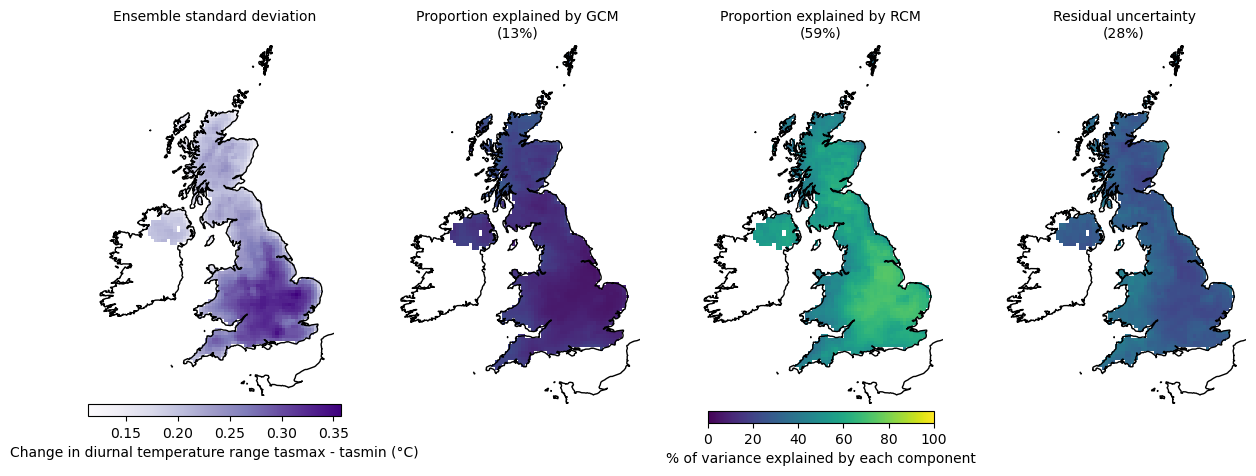 Ensemble standard deviation
Proportion explained by GCM
(13%)
Proportion explained by RCM
(59%)
Residual uncertainty
(28%)
0.15 0.20 0.25 0.30 0.35
Change in diurnal temperature range tasmax - tasmin (°C)
0 20 40 60 80 100
% of variance explained by each component